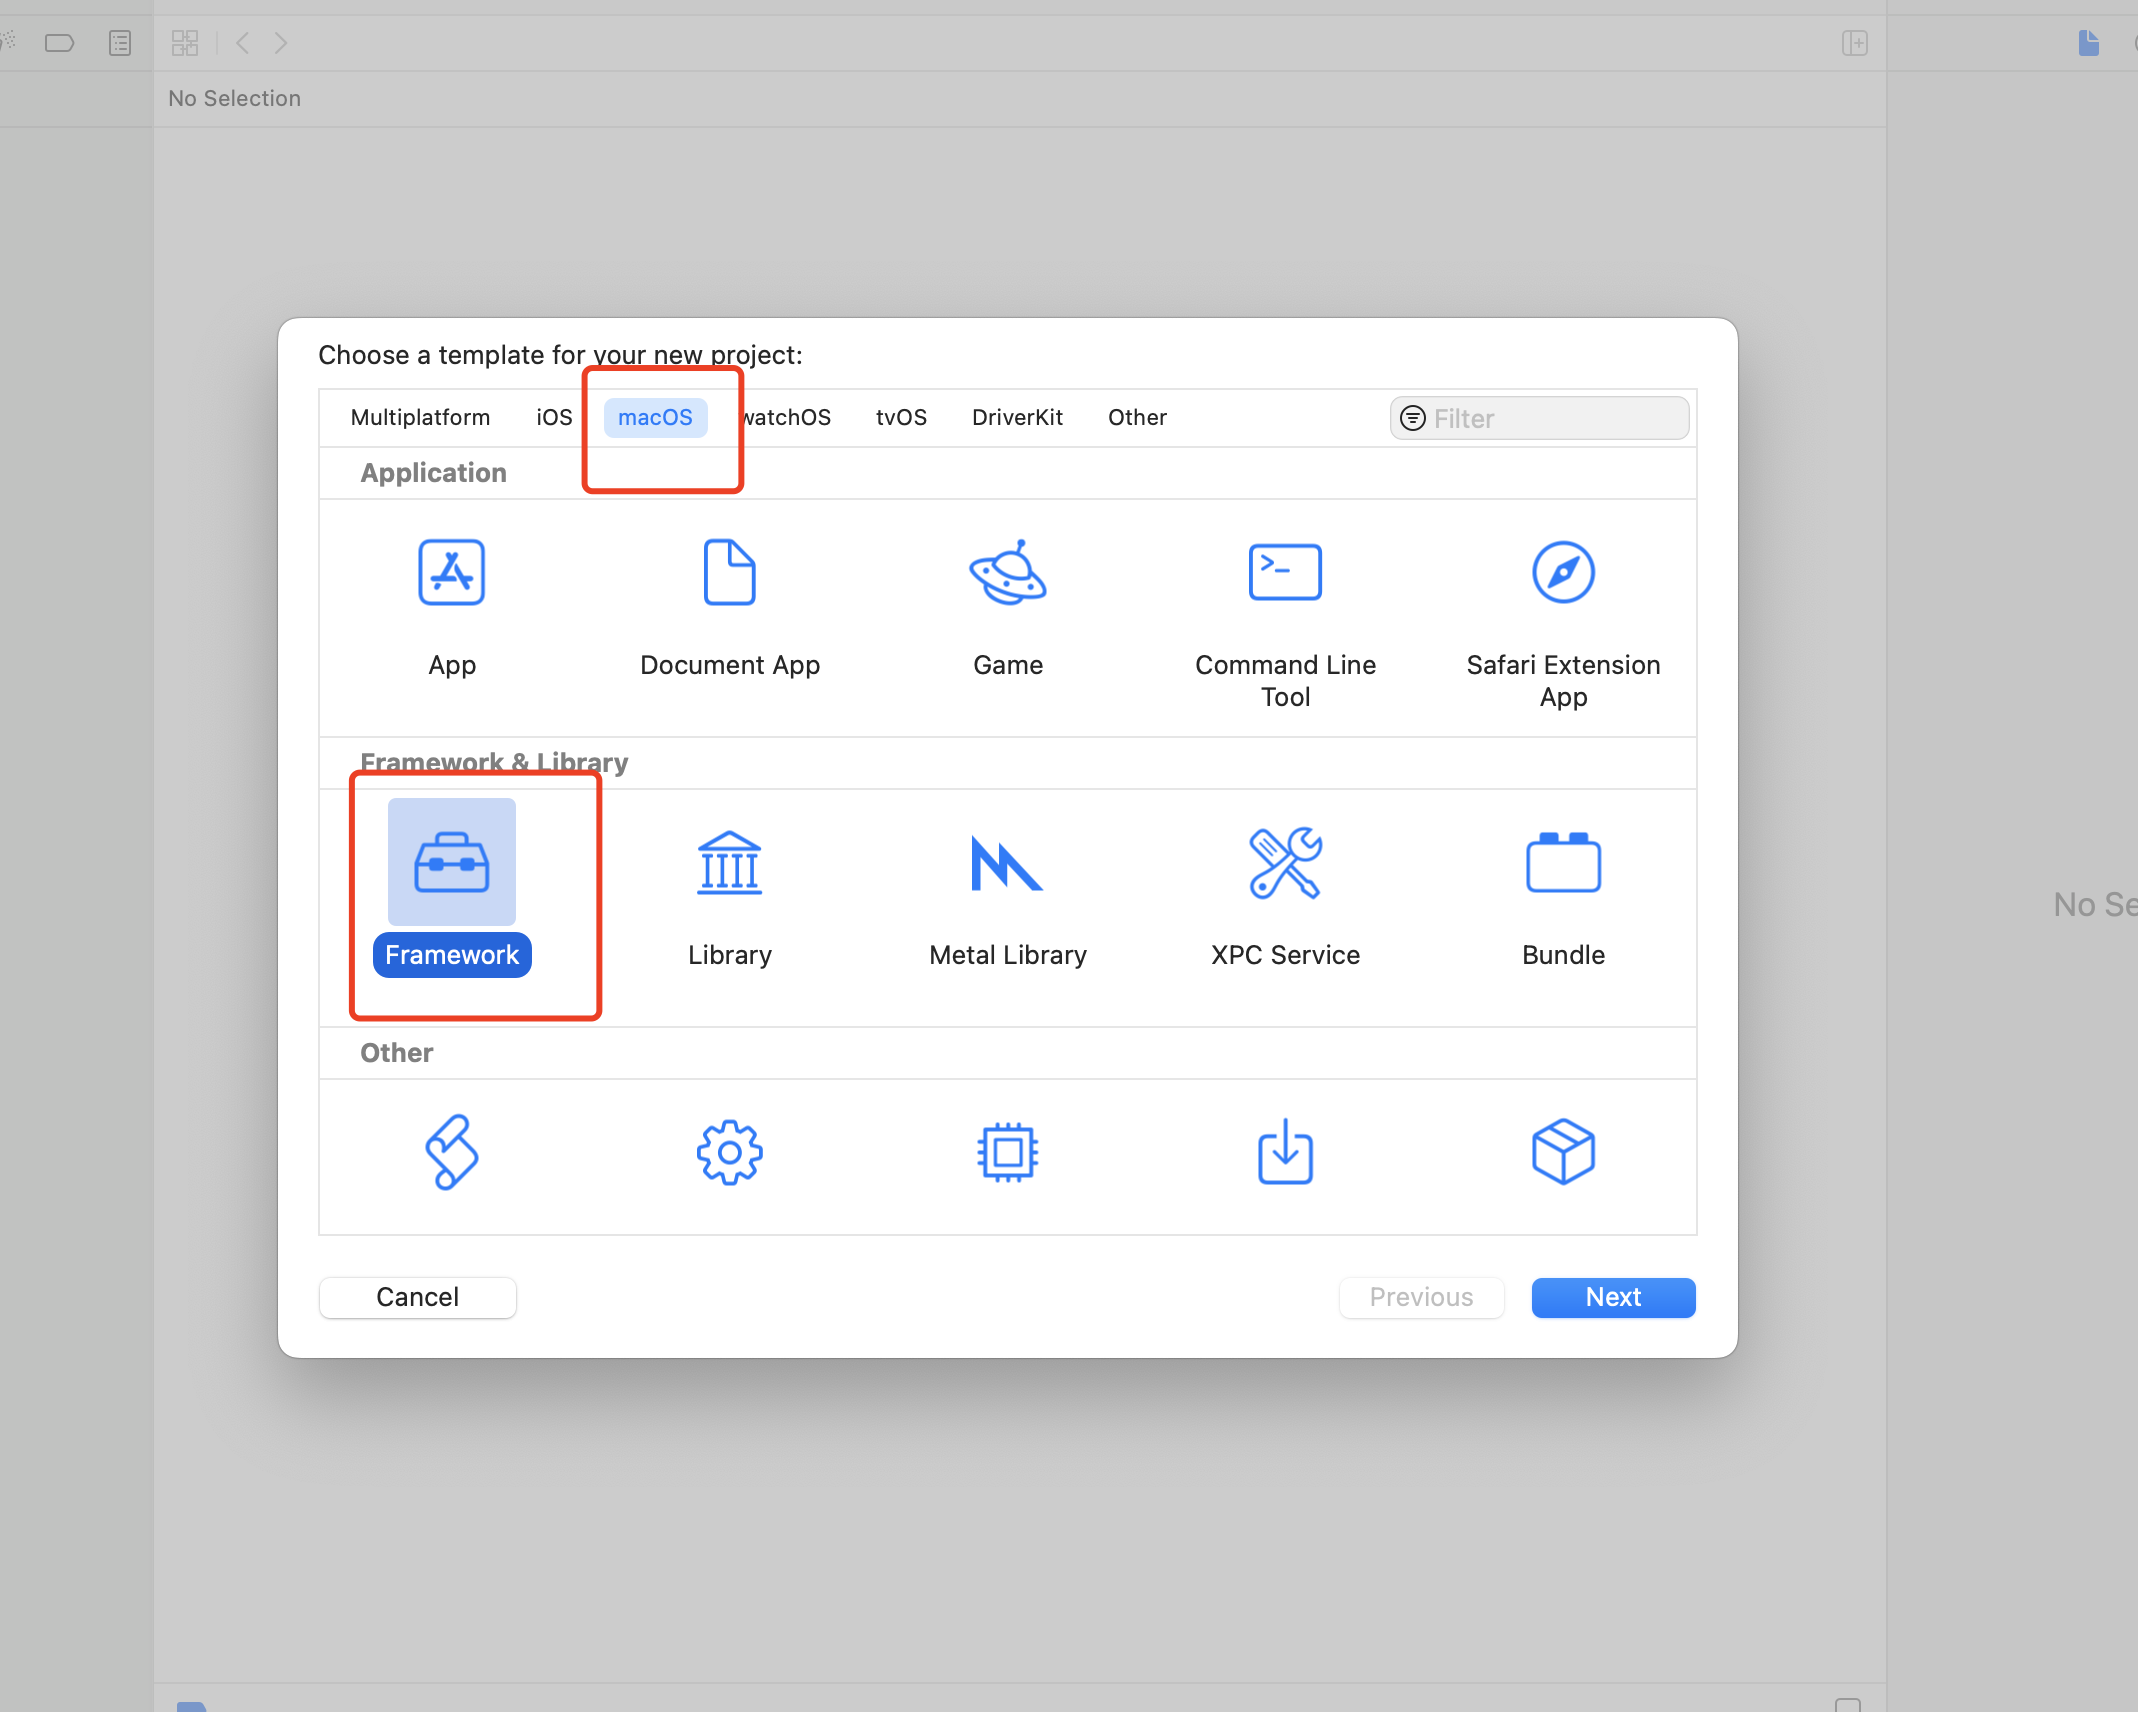 No Selection
Choose a template for your new project:
Multiplatform iOS macOS watchOS tvOS DriverKit Other Filter
Application
App Document App Game Command Line Tool Safari Extension App
Framework & Library
Framework Library Metal Library XPC Service Bundle
Other
Cancel Previous Next
No Se